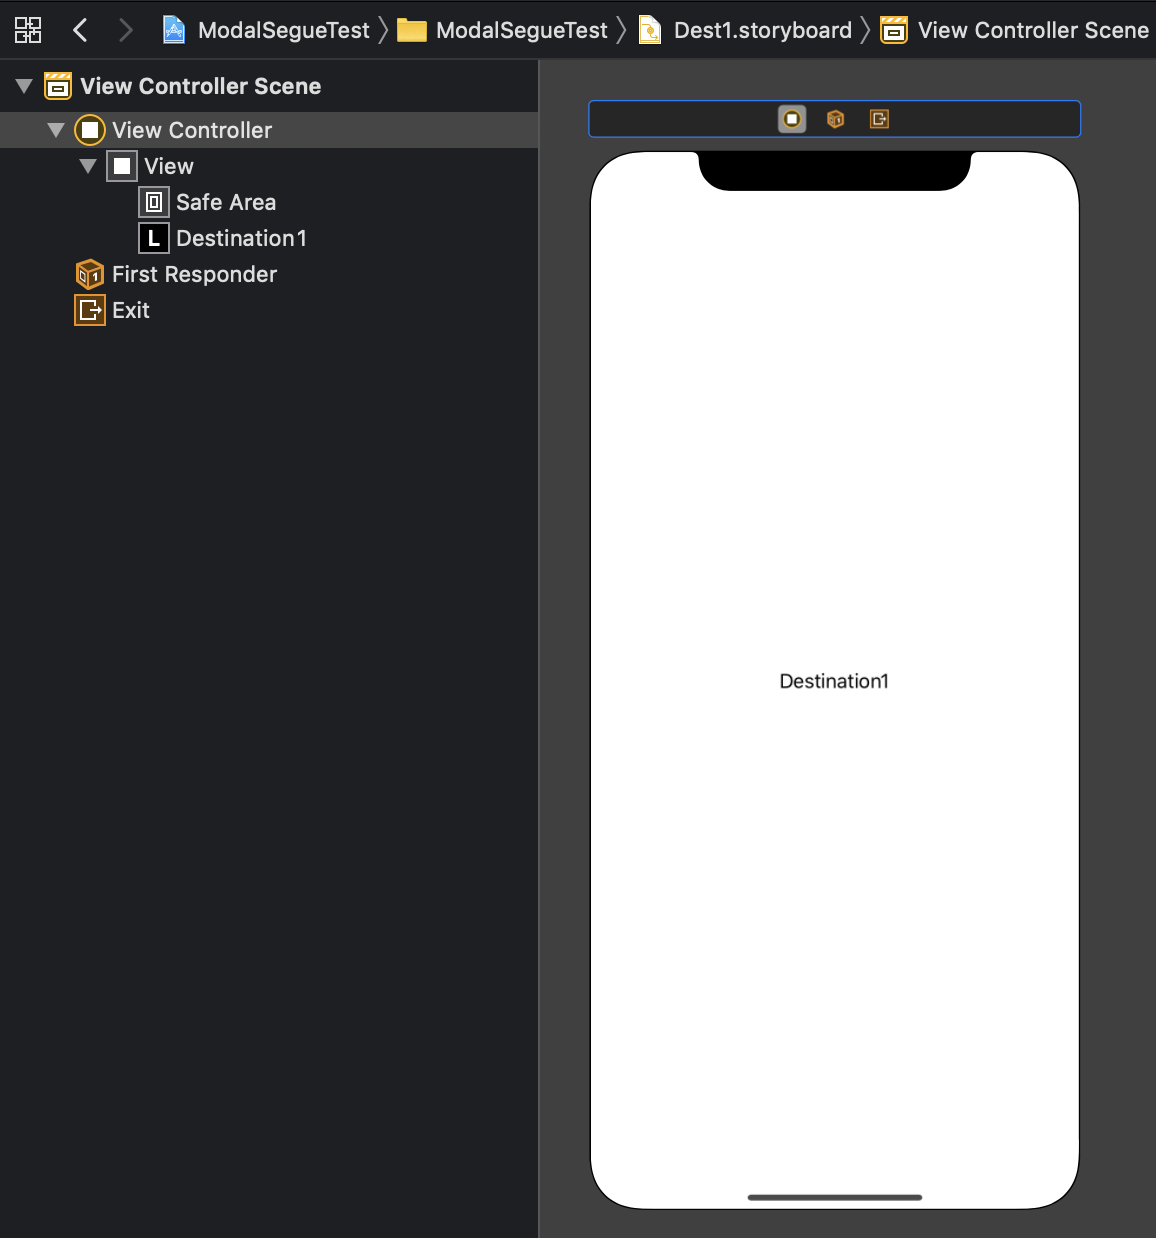 ModalSegueTest ModalSegueTest Dest1.storyboard View Controller Scene
View Controller Scene
View Controller
View
Safe Area
L Destination1
First Responder
Exit
Destination1